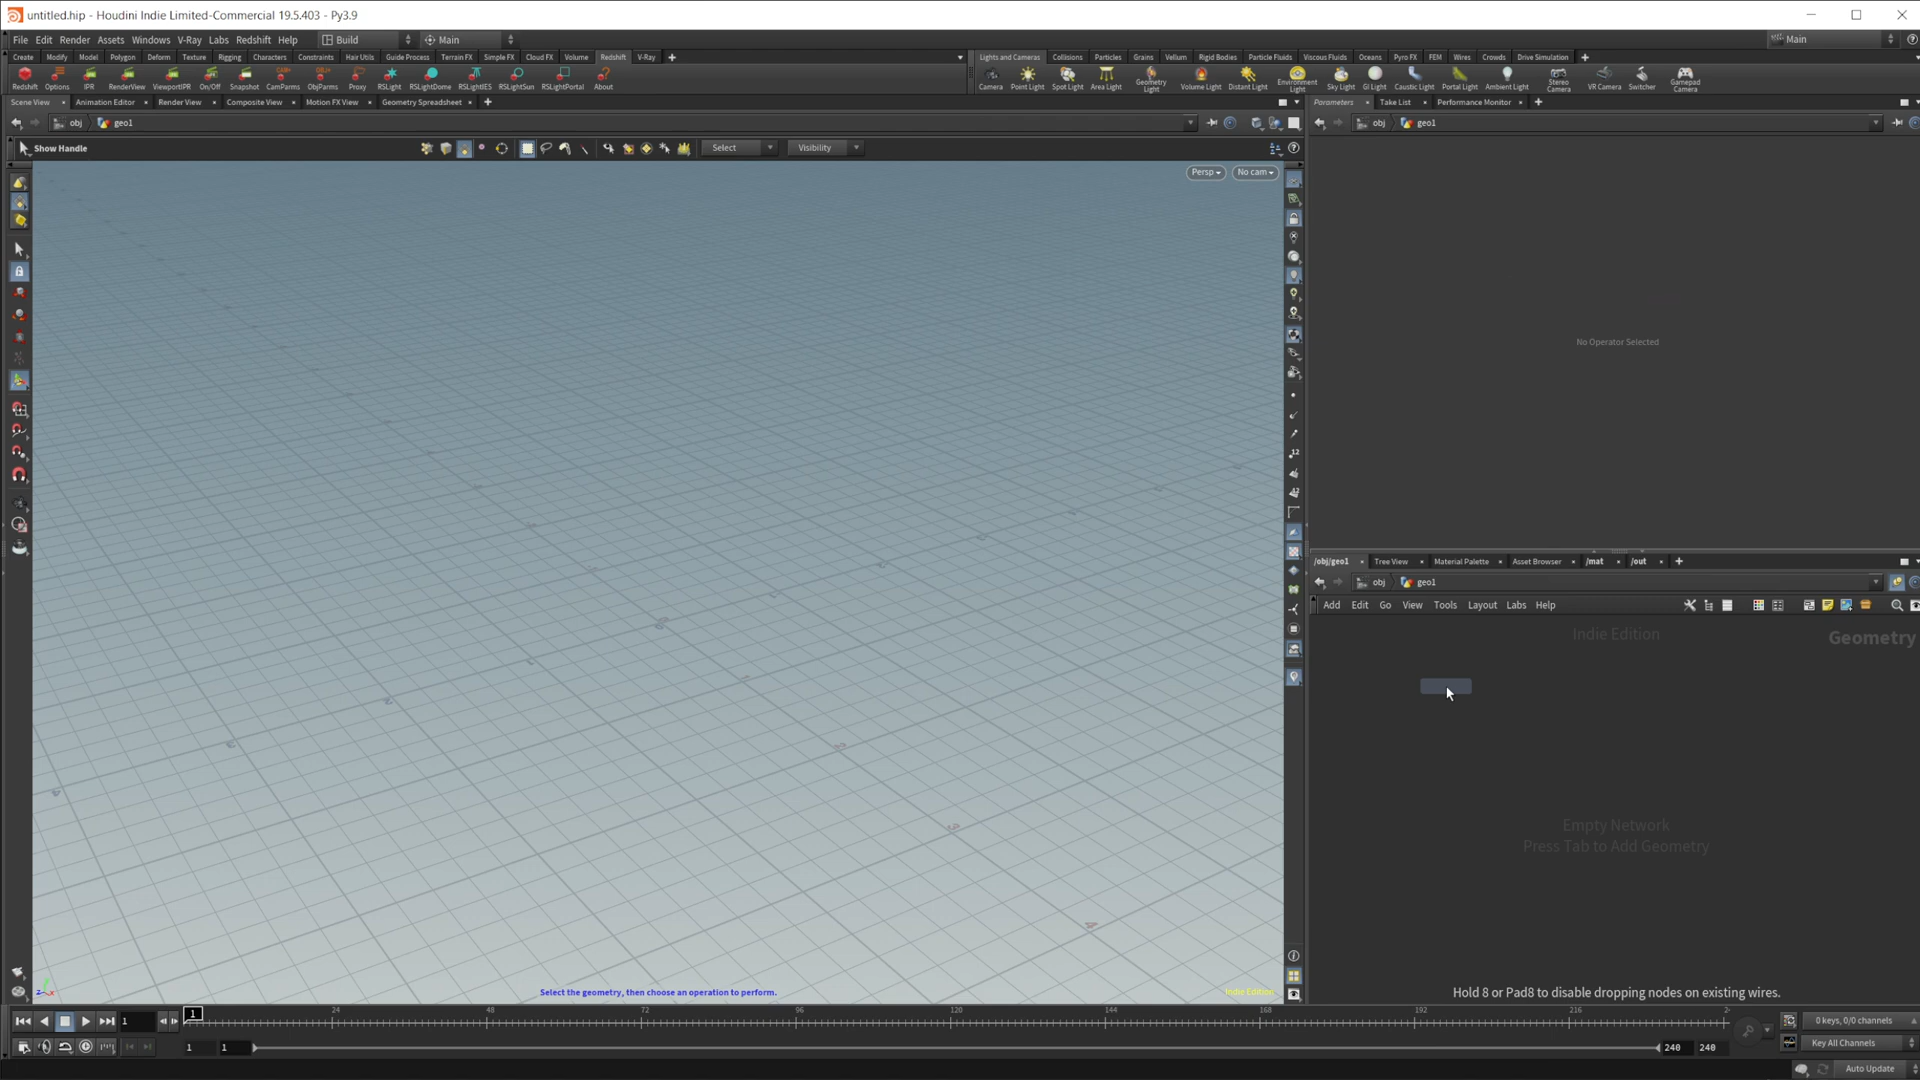 untitled.hip - Houdini Indie Limited-Commercial 19.5.403 - Py3.9
File Edit Render Assets Windows V-Ray Labs Redshift Help Build Main Main
Create Modify Model Polygon Deform Texture Rigging Characters Constraints Hair Utils Guide Process Terrain FX Simple FX Cloud FX Volume Redshift V-Ray
Lights and Cameras Collisions Particles Grains Vellum Rigid Bodies Particle Fluids Viscous Fluids Oceans Pyro FX FEM Wires Crowds Drive Simulation
Redshift Options IPR RenderView ViewportIPR On/Off Snapshot CamParms ObjParms Proxy RSLight RSLightDome RSLightIES RSLightSun RSLightPortal About
Camera Point Light Spot Light Area Light Geometry Light Volume Light Distant Light Environment Light Sky Light GI Light Caustic Light Portal Light Ambient Light Stereo Camera VR Camera Switcher Gamepad Camera
Scene View Animation Editor Render View Composite View Motion FX View Geometry Spreadsheet
Parameters Take List Performance Monitor
obj geo1
obj geo1
Show Handle Select Visibility
Persp No cam
No Operator Selected
/obj/geo1 Tree View Material Palette Asset Browser /mat /out
obj geo1
Add Edit Go View Tools Layout Labs Help
Indie Edition
Geometry
Empty Network
Press Tab to Add Geometry
Select the geometry, then choose an operation to perform.
Indie Edition
Hold 8 or Pad8 to disable dropping nodes on existing wires.
1 1 24 48 72 96 120 144 168 192 216
0 keys, 0/0 channels
1 1 240 240
Key All Channels
Auto Update